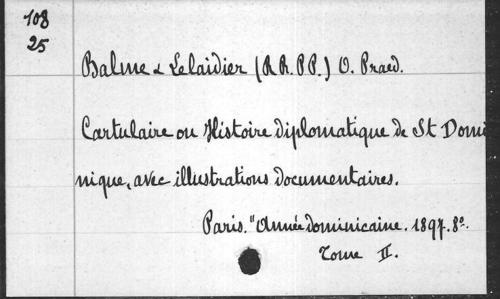 108
25
Balme & Lelaidier (RR.PP.) O. Praed.
Cartulaire ou Histoire diplomatique de St Domi
nique, avec illustrations documentaires.
Paris. "Année dominicaine. 1897. 8º.
Tome II.